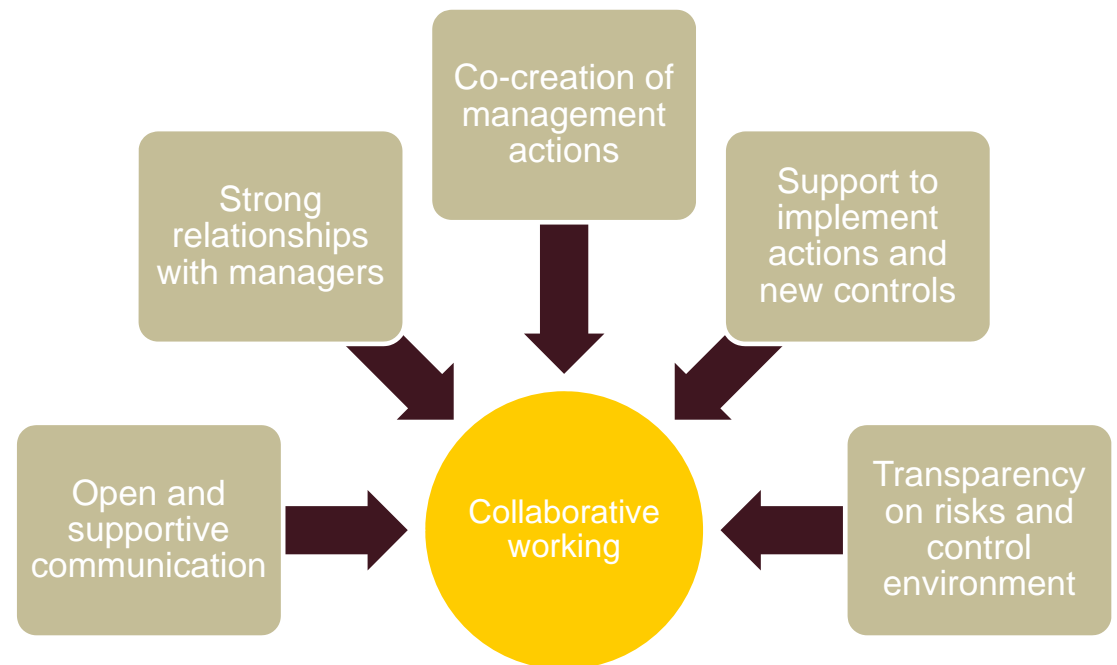 Co-creation of
management
actions
Strong
relationships
with managers
Support to
implement
actions and
new controls
Open and
supportive
communication
Collaborative
working
Transparency
on risks and
control
environment